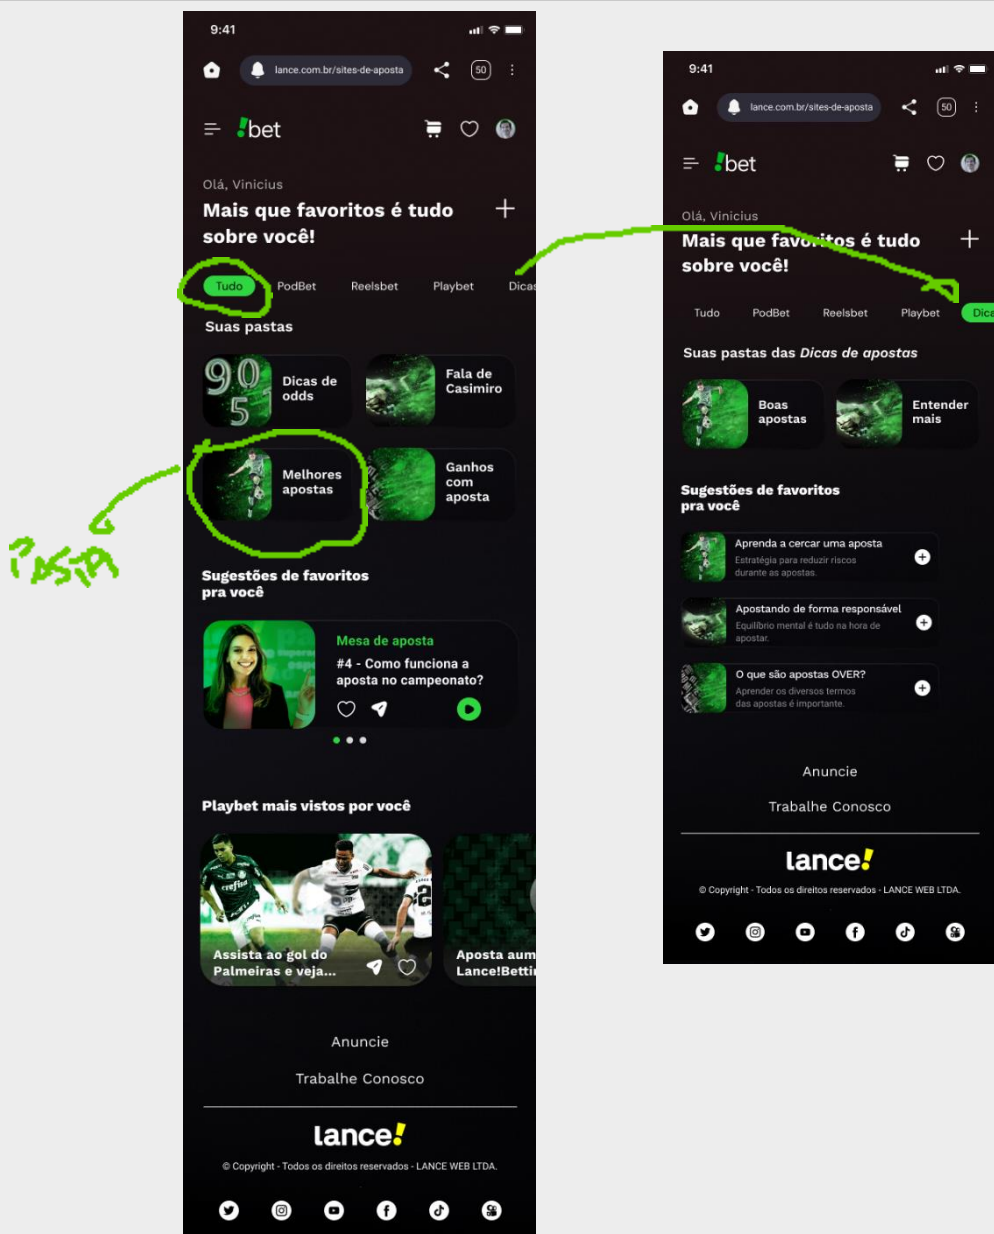 9:41
lance.com.br/sites-de-aposta
50
!bet
Olá, Vinicius
Mais que favoritos é tudo
sobre você!
Tudo PodBet Reelsbet Playbet Dicas
Suas pastas
Dicas de
odds
Fala de
Casimiro
Melhores
apostas
Ganhos
com
aposta
PASTA
Sugestões de favoritos
pra você
Mesa de aposta
#4 - Como funciona a
aposta no campeonato?
Playbet mais vistos por você
Assista ao gol do
Palmeiras e veja...
Aposta aum
Lance!Bettin
Anuncie
Trabalhe Conosco
lance!
© Copyright - Todos os direitos reservados - LANCE WEB LTDA.
9:41
lance.com.br/sites-de-aposta
50
!bet
Olá, Vinicius
Mais que favoritos é tudo
sobre você!
Tudo PodBet Reelsbet Playbet Dica
Suas pastas das Dicas de apostas
Boas
apostas
Entender
mais
Sugestões de favoritos
pra você
Aprenda a cercar uma aposta
Estratégia para reduzir riscos
durante as apostas.
Apostando de forma responsável
Equilíbrio mental é tudo na hora de
apostar.
O que são apostas OVER?
Aprender os diversos termos
das apostas é importante.
Anuncie
Trabalhe Conosco
lance!
© Copyright - Todos os direitos reservados - LANCE WEB LTDA.